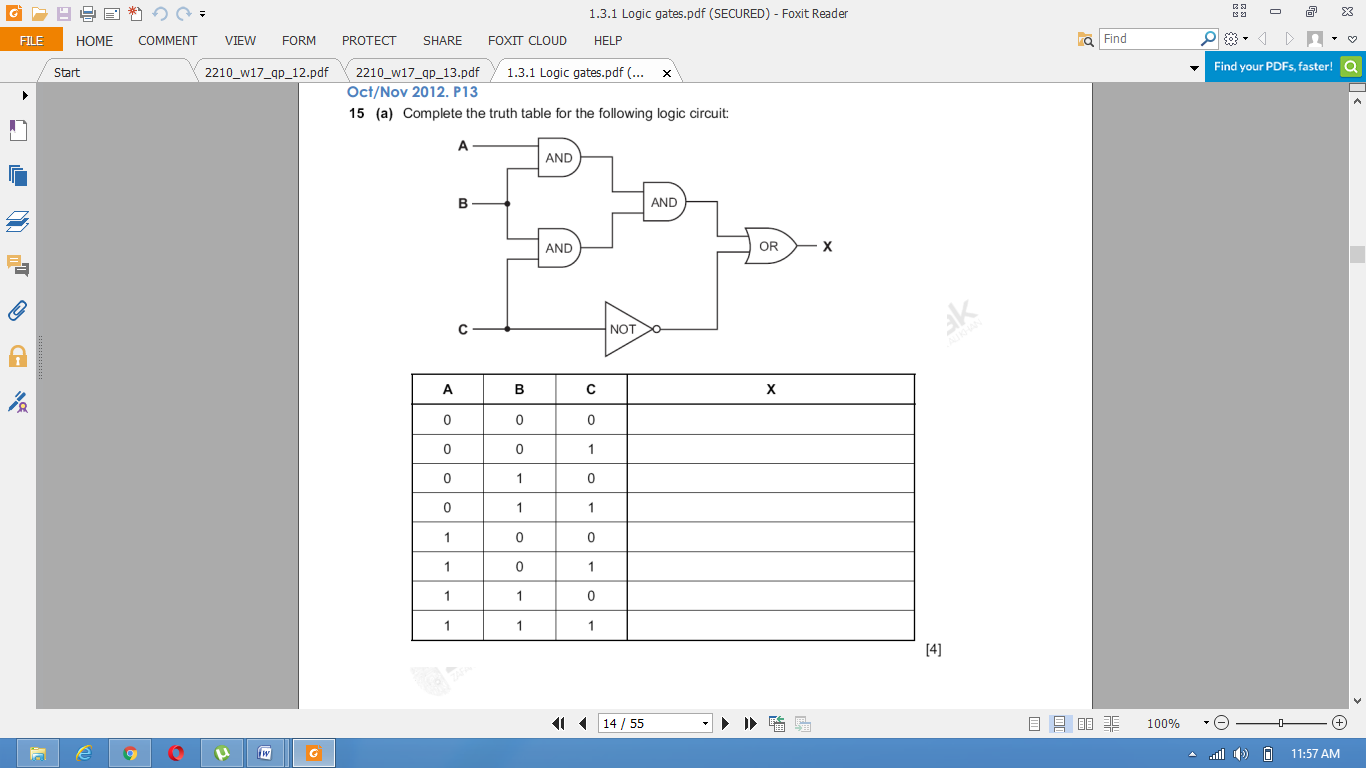 1.3.1 Logic gates.pdf (SECURED) - Foxit Reader
FILE HOME COMMENT VIEW FORM PROTECT SHARE FOXIT CLOUD HELP Find
Start 2210_w17_qp_12.pdf 2210_w17_qp_13.pdf 1.3.1 Logic gates.pdf (... Find your PDFs, faster!
Oct/Nov 2012. P13
15 (a) Complete the truth table for the following logic circuit:
A AND
B AND
AND OR X
C NOT
A B C X
0 0 0
0 0 1
0 1 0
0 1 1
1 0 0
1 0 1
1 1 0
1 1 1
[4]
14 / 55 100%
11:57 AM